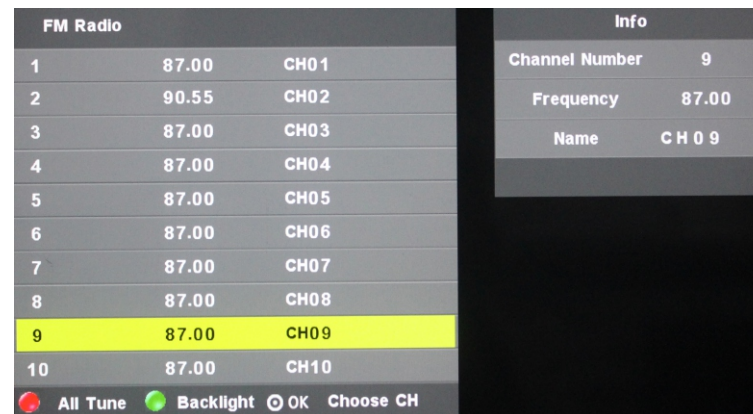 FM Radio
1 87.00 CH01
2 90.55 CH02
3 87.00 CH03
4 87.00 CH04
5 87.00 CH05
6 87.00 CH06
7 87.00 CH07
8 87.00 CH08
9 87.00 CH09
10 87.00 CH10
All Tune Backlight OK Choose CH
Info
Channel Number 9
Frequency 87.00
Name CH09